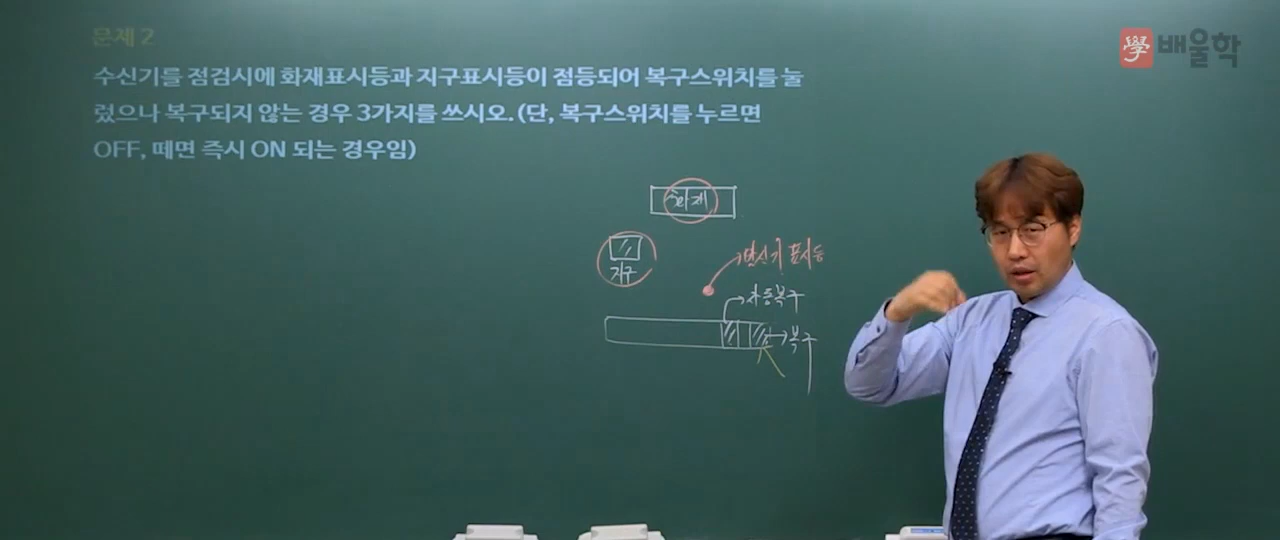 문제 2
學 배울학
수신기를 점검시에 화재표시등과 지구표시등이 점등되어 복구스위치를 눌
렀으나 복구되지 않는 경우 3가지를 쓰시오.(단, 복구스위치를 누르면
OFF, 떼면 즉시 ON 되는 경우임)
화재
지구
발신기 표시등
자동복구
복구